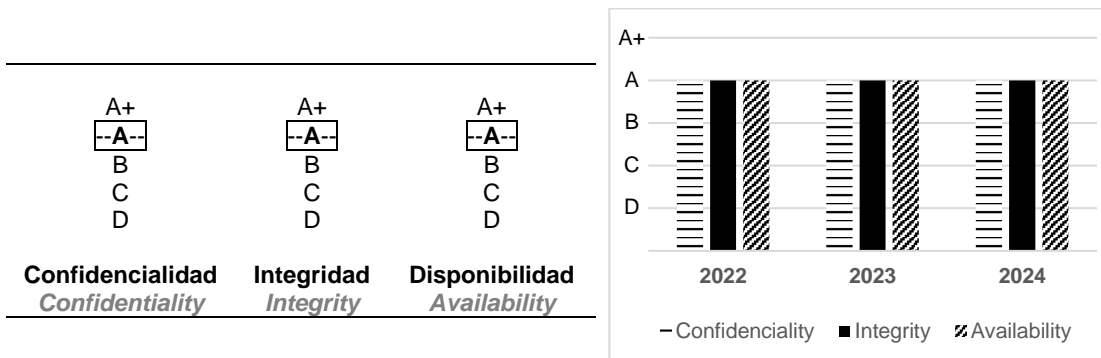 A+ A+ A+
--A-- --A-- --A--
B B B
C C C
D D D
Confidencialidad Integridad Disponibilidad
Confidentiality Integrity Availability
A+
A
B
C
D
2022 2023 2024
Confidenciality Integrity Availability